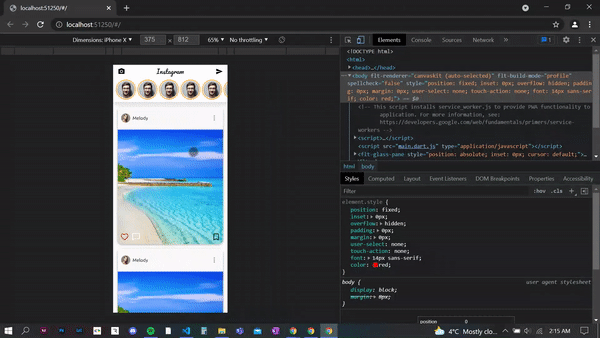 localhost:51250/#/
localhost:51250/#/
Dimensions: iPhone X
375
812
65%
No throttling
Elements
Console
Sources
Network
1
Instagram
Melody
Melody
<!DOCTYPE html>
<html>
<head>…</head>
<body flt-renderer="canvaskit (auto-selected)" flt-build-mode="profile"
spellcheck="false" style="position: fixed; inset: 0px; overflow: hidden; paddin
g: 0px; margin: 0px; user-select: none; touch-action: none; font: 14px sans-ser
if; color: red;"> == $0
<!-- This script installs service_worker.js to provide PWA functionality to
application. For more information, see:
https://developers.google.com/web/fundamentals/primers/service-
workers -->
<script>…</script>
<script src="main.dart.js" type="application/javascript"></script>
<flt-glass-pane style="position: absolute; inset: 0px; cursor: default;">…
html
body
Styles
Computed
Layout
Event Listeners
DOM Breakpoints
Properties
Accessibility
Filter
:hov
.cls
element.style {
position: fixed;
inset: 0px;
overflow: hidden;
padding: 0px;
margin: 0px;
user-select: none;
touch-action: none;
font: 14px sans-serif;
color: red;
}
body {
user agent stylesheet
display: block;
margin: 8px;
}
position
0
4°C Mostly clo...
2:15 AM